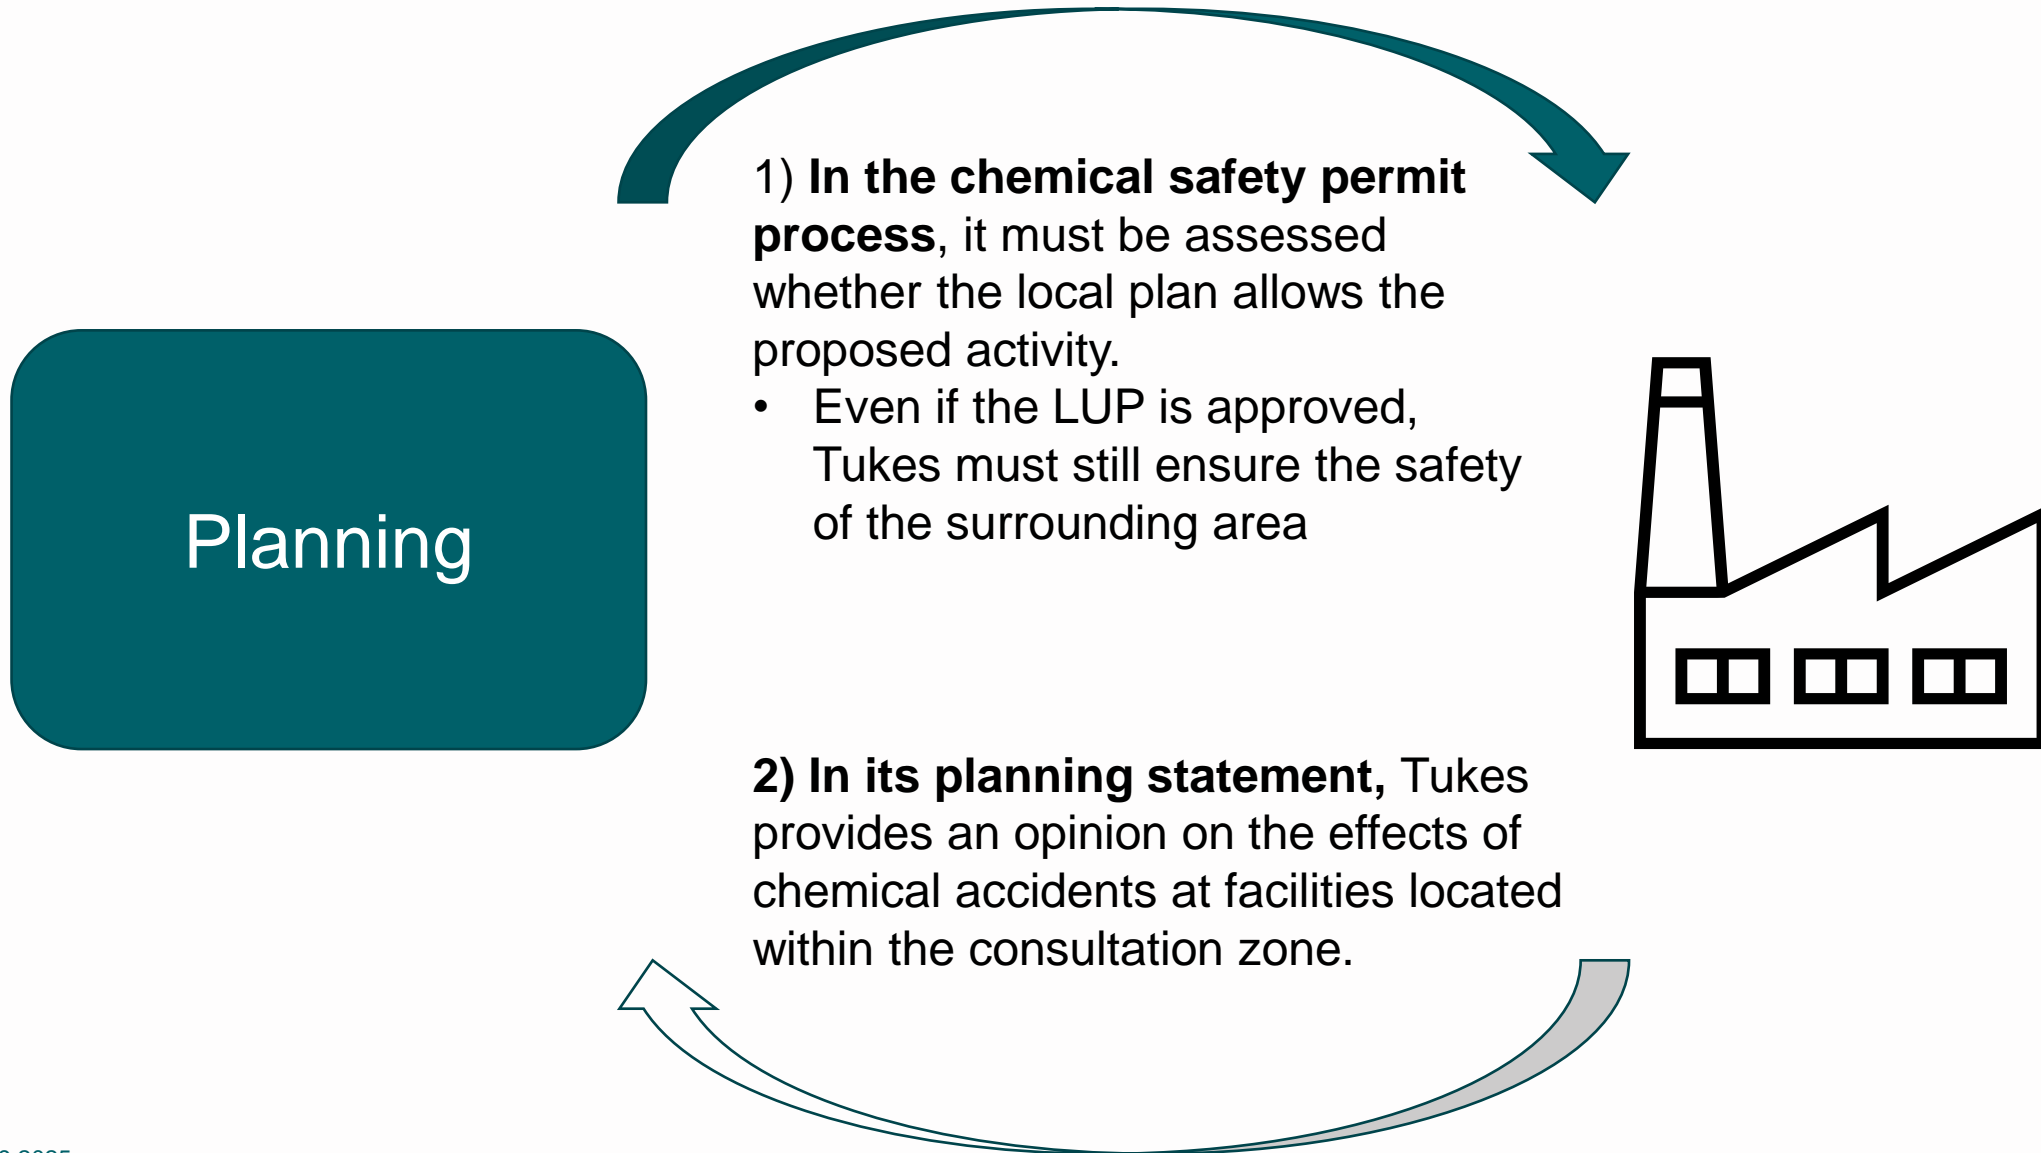 1) In the chemical safety permit
process, it must be assessed
whether the local plan allows the
proposed activity.
• Even if the LUP is approved,
Tukes must still ensure the safety
of the surrounding area
Planning
2) In its planning statement, Tukes
provides an opinion on the effects of
chemical accidents at facilities located
within the consultation zone.